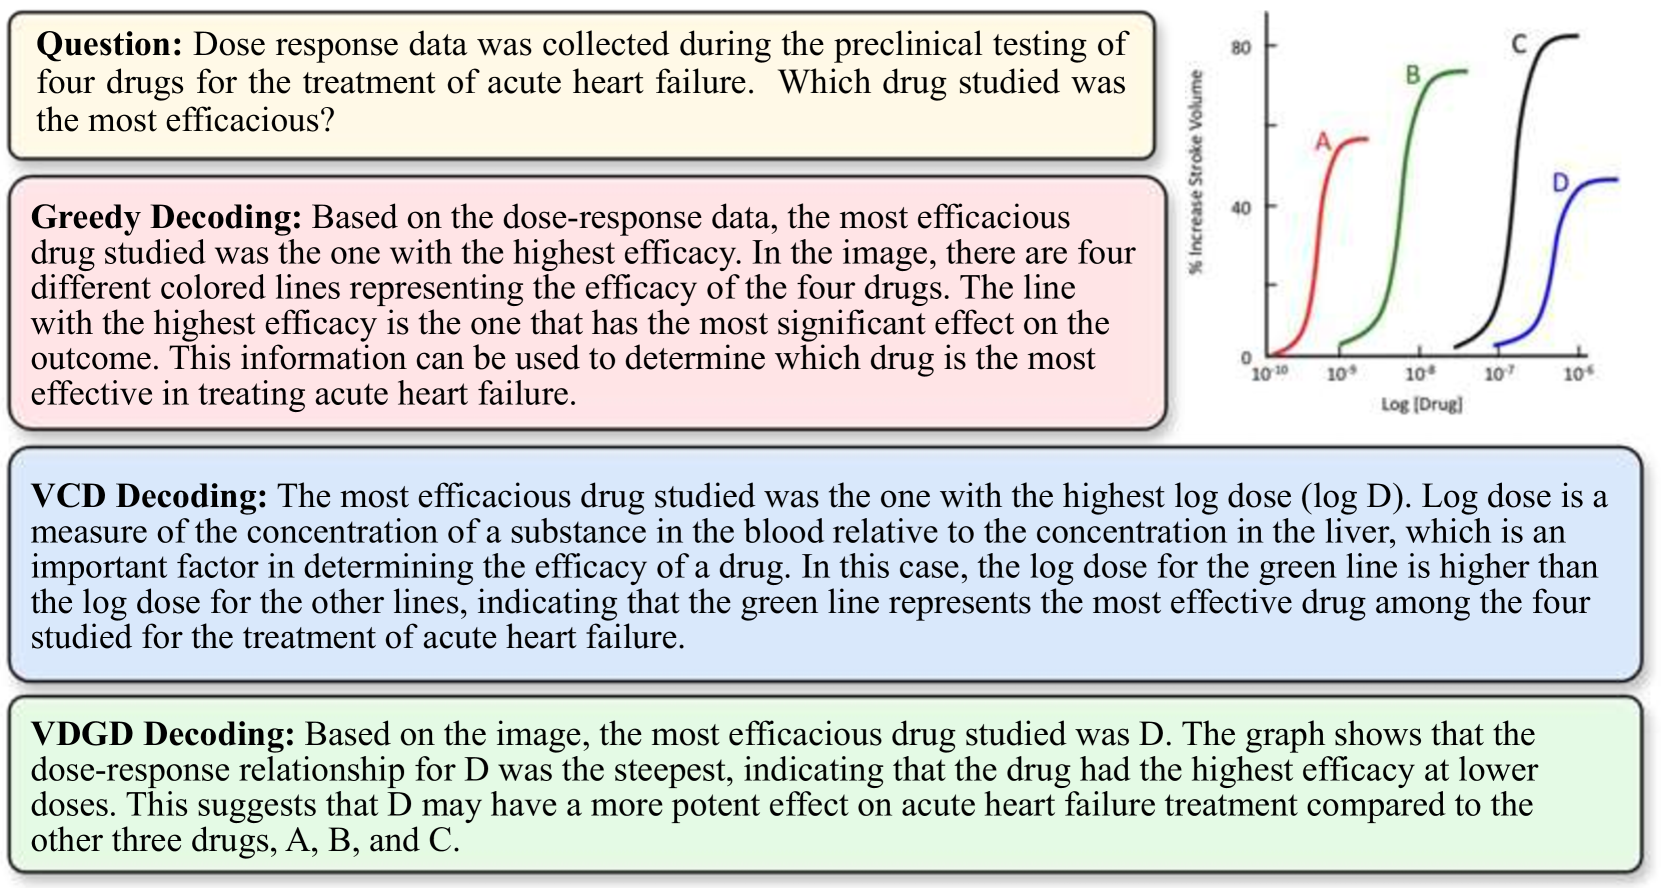 Question: Dose response data was collected during the preclinical testing of
four drugs for the treatment of acute heart failure. Which drug studied was
the most efficacious?
% Increase Stroke Volume
80
40
0
A
B
C
D
10-10
10-9
10-8
10-7
10-6
Log [Drug]
Greedy Decoding: Based on the dose-response data, the most efficacious
drug studied was the one with the highest efficacy. In the image, there are four
different colored lines representing the efficacy of the four drugs. The line
with the highest efficacy is the one that has the most significant effect on the
outcome. This information can be used to determine which drug is the most
effective in treating acute heart failure.
VCD Decoding: The most efficacious drug studied was the one with the highest log dose (log D). Log dose is a
measure of the concentration of a substance in the blood relative to the concentration in the liver, which is an
important factor in determining the efficacy of a drug. In this case, the log dose for the green line is higher than
the log dose for the other lines, indicating that the green line represents the most effective drug among the four
studied for the treatment of acute heart failure.
VDGD Decoding: Based on the image, the most efficacious drug studied was D. The graph shows that the
dose-response relationship for D was the steepest, indicating that the drug had the highest efficacy at lower
doses. This suggests that D may have a more potent effect on acute heart failure treatment compared to the
other three drugs, A, B, and C.